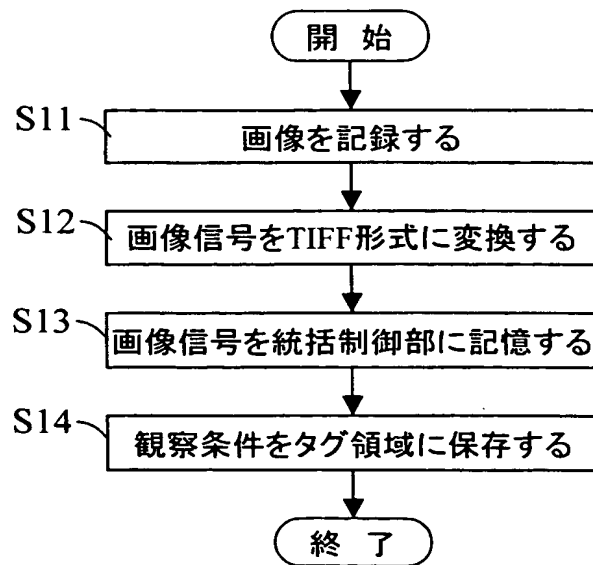 開始
S11
画像を記録する
S12
画像信号をTIFF形式に変換する
S13
画像信号を統括制御部に記憶する
S14
観察条件をタグ領域に保存する
終了